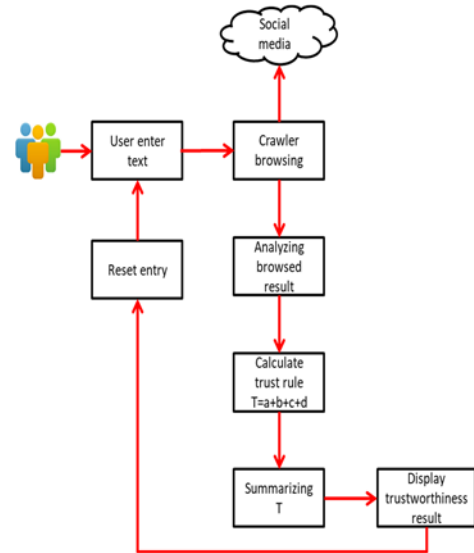 Social
media
User enter
text
Crawler
browsing
Reset entry
Analyzing
browsed
result
Calculate
trust rule
T=a+b+c+d
Summarizing
T
Display
trustworthiness
result